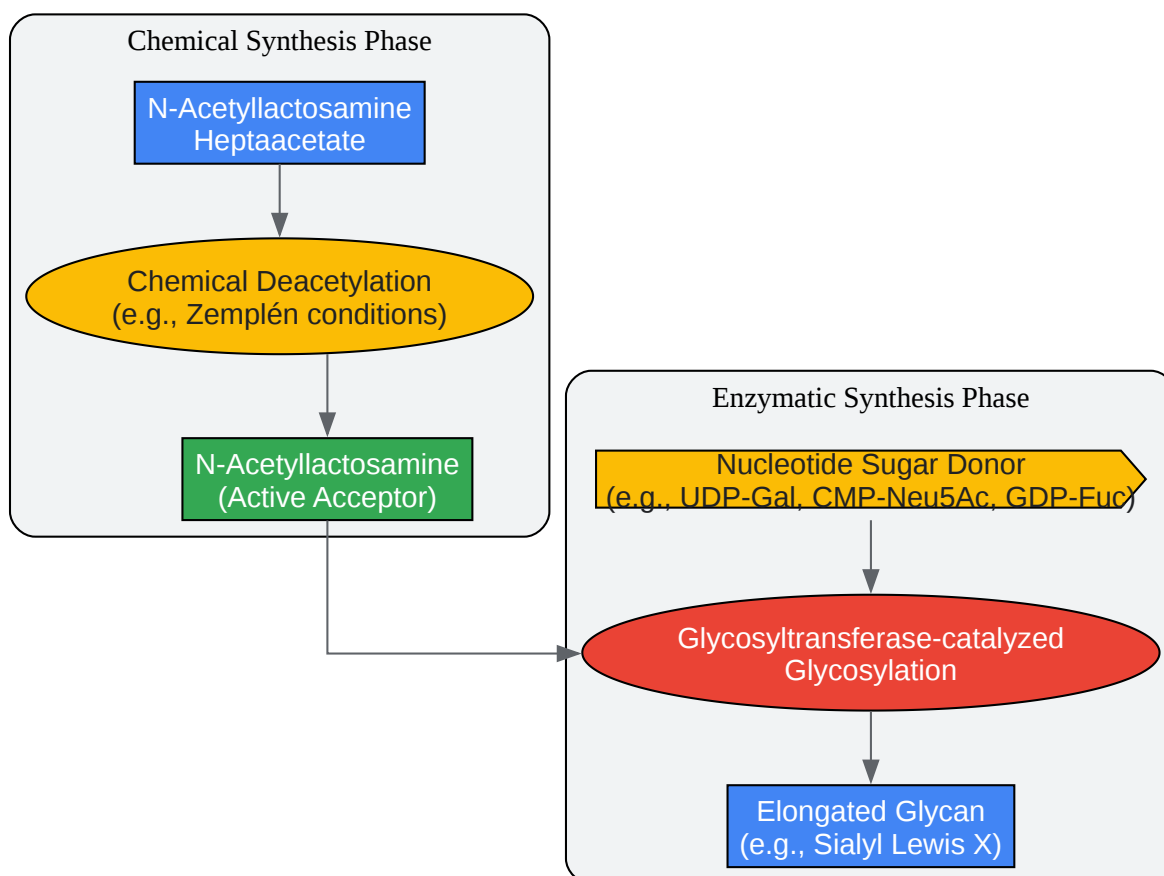 Chemical Synthesis Phase
N-Acetyllactosamine
Heptaacetate
Chemical Deacetylation
(e.g., Zemplén conditions)
N-Acetyllactosamine
(Active Acceptor)
Enzymatic Synthesis Phase
Nucleotide Sugar Donor
(e.g., UDP-Gal, CMP-Neu5Ac, GDP-Fuc)
Glycosyltransferase-catalyzed
Glycosylation
Elongated Glycan
(e.g., Sialyl Lewis X)